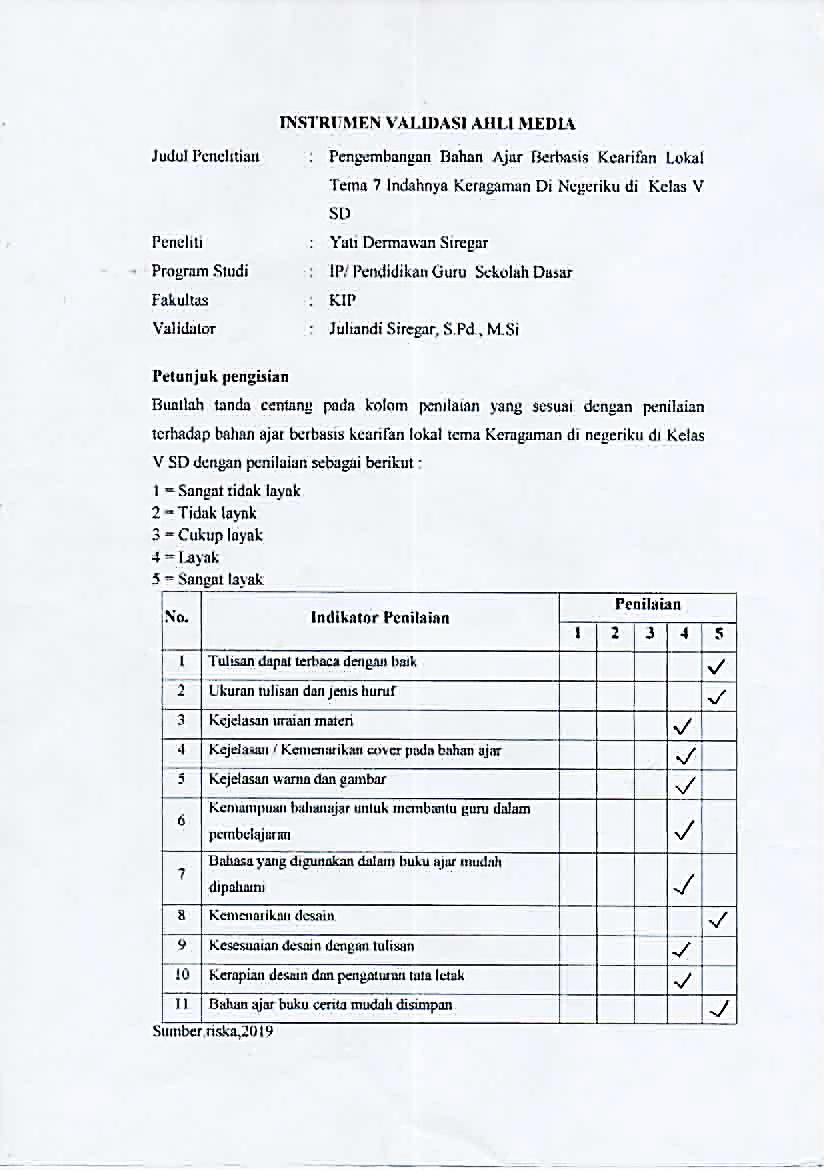 INSTRUMEN VALIDASI AHLI MEDIA
Judul Penelitian : Pengembangan Bahan Ajar Berbasis Kearifan Lokal
Tema 7 Indahnya Keragaman Di Negeriku di Kelas V
SD
Peneliti : Yuti Dermawan Siregar
Program Studi : IP/ Pendidikan Guru Sekolah Dasar
Fakultas : KIP
Validator : Juliandi Siregar, S.Pd., M.Si
Petunjuk pengisian
Buatlah tanda centang pada kolom penilaian yang sesuai dengan penilaian
terhadap bahan ajar berbasis kearifan lokal tema Keragaman di negeriku di Kelas
V SD dengan penilaian sebagai berikut :
1 = Sangat tidak layak
2 = Tidak layak
3 = Cukup layak
4 = Layak
5 = Sangat layak
No. Indikator Penilaian Penilaian
1 2 3 4 5
1 Tulisan dapat terbaca dengan baik ✓
2 Ukuran tulisan dan jenis huruf ✓
3 Kejelasan uraian materi ✓
4 Kejelasan / Kemenarikan cover pada bahan ajar ✓
5 Kejelasan warna dan gambar ✓
6 Kemampuan bahanajar untuk membantu guru dalam
pembelajaran ✓
7 Bahasa yang digunakan dalam buku ajar mudah
dipahami ✓
8 Kemenarikan desain ✓
9 Kesesuaian desain dengan tulisan ✓
10 Kerapian desain dan pengaturan tata letak ✓
11 Bahan ajar buku cerita mudah disimpan ✓
Sumber,riska,2019